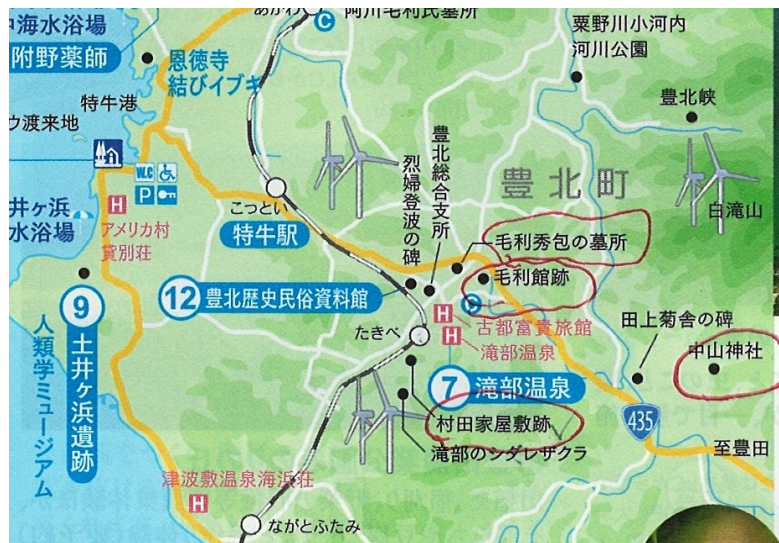 阿川毛利氏墓所
C
中海水浴場
附野薬師
恩徳寺
結びイブキ
粟野川小河内
河川公園
特牛港
豊北峡
ウ渡来地
W.C
P
井ヶ浜
水浴場
H
アメリカ村
貸別荘
こっとい
特牛駅
烈婦登波の碑
豊北総合支所
豊北町
白滝山
毛利秀包の墓所
毛利館跡
12
豊北歴史民俗資料館
9
土井ヶ浜遺跡
人類学ミュージアム
たきべ
H
古都富貴旅館
H
滝部温泉
7
滝部温泉
田上菊舎の碑
中山神社
435
至豊田
村田家屋敷跡
滝部のシダレザクラ
津波敷温泉海浜荘
H
ながとふたみ